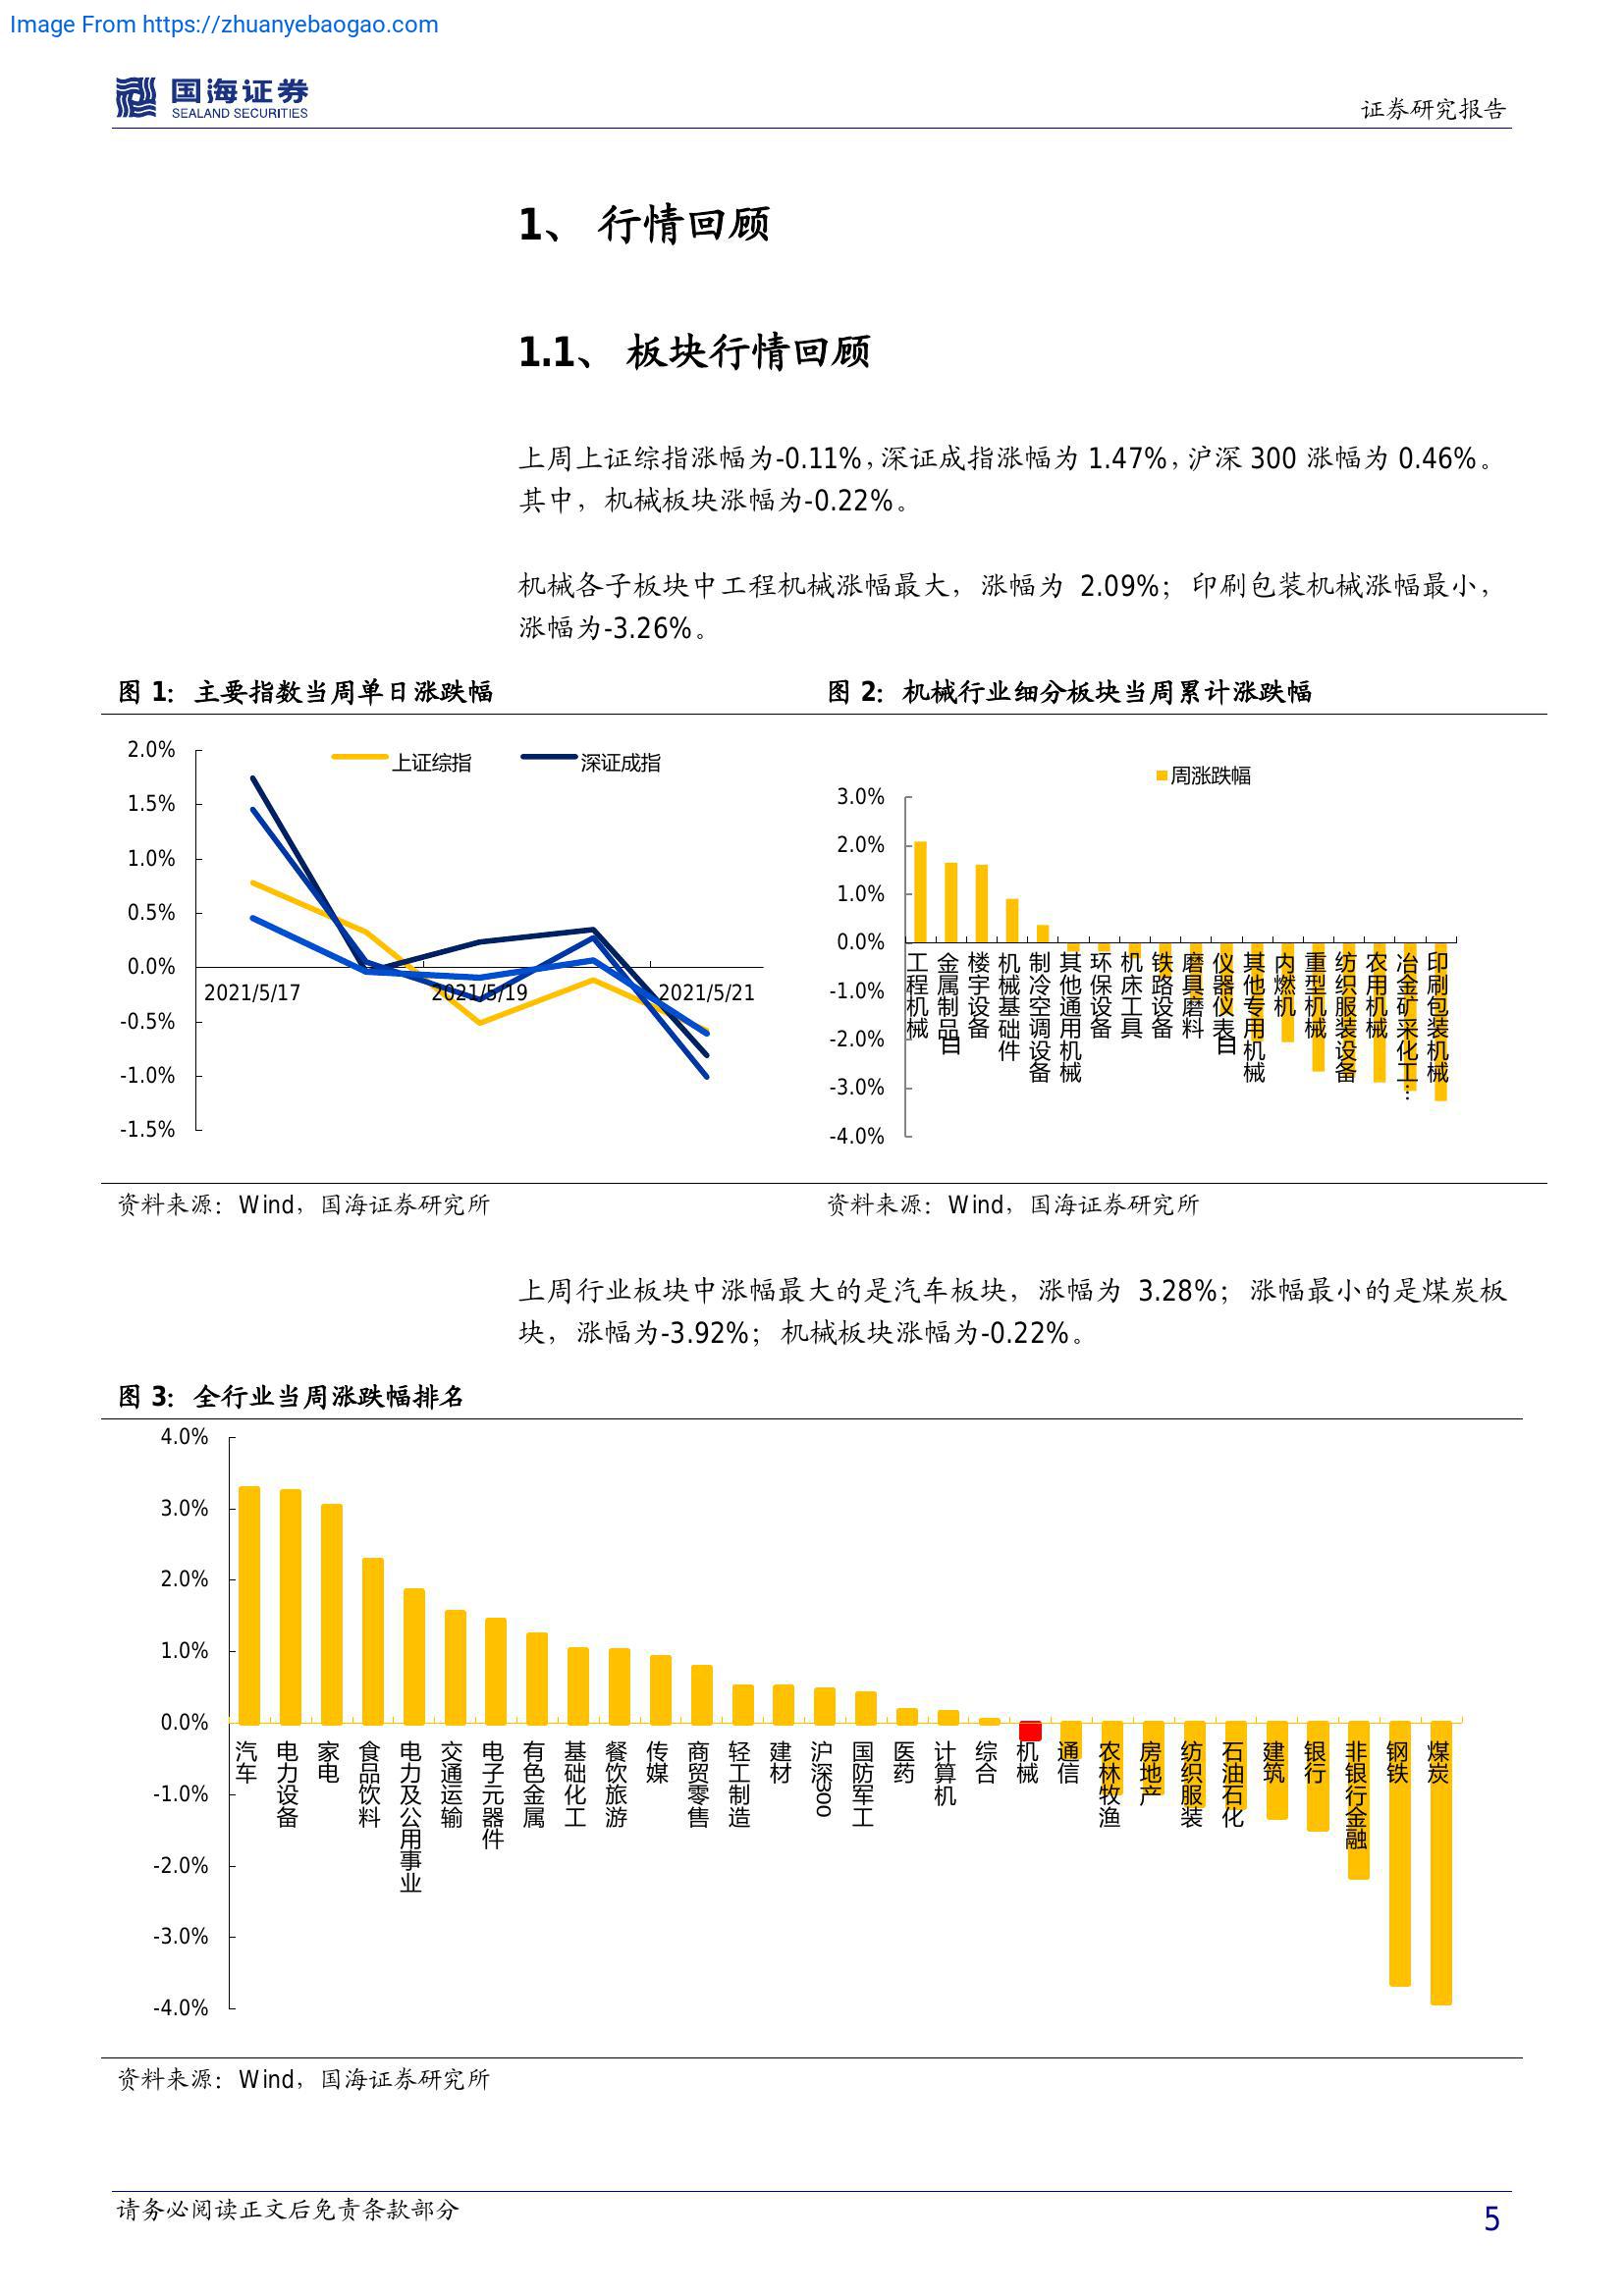 Image From https://zhuanyebaogao.com
国海证券
SEALAND SECURITIES
证券研究报告
1、 行情回顾
1.1、 板块行情回顾
上周上证综指涨幅为-0.11%，深证成指涨幅为 1.47%，沪深 300 涨幅为 0.46%。
其中，机械板块涨幅为-0.22%。
机械各子板块中工程机械涨幅最大，涨幅为 2.09%；印刷包装机械涨幅最小，
涨幅为-3.26%。
图 1：主要指数当周单日涨跌幅
上证综指
深证成指
2.0%
1.5%
1.0%
0.5%
0.0%
-0.5%
-1.0%
-1.5%
2021/5/17
2021/5/19
2021/5/21
资料来源：Wind，国海证券研究所
图 2：机械行业细分板块当周累计涨跌幅
周涨跌幅
3.0%
2.0%
1.0%
0.0%
-1.0%
-2.0%
-3.0%
-4.0%
工程机械
金属制品Ⅲ
楼宇设备
机械基础件
制冷空调设备
其他通用机械
环保设备
机床工具
铁路设备
磨具磨料
仪器仪表Ⅲ
其他专用机械
内燃机
重型机械
纺织服装设备
农用机械
冶金矿采化工…
印刷包装机械
资料来源：Wind，国海证券研究所
上周行业板块中涨幅最大的是汽车板块，涨幅为 3.28%；涨幅最小的是煤炭板
块，涨幅为-3.92%；机械板块涨幅为-0.22%。
图 3：全行业当周涨跌幅排名
4.0%
3.0%
2.0%
1.0%
0.0%
-1.0%
-2.0%
-3.0%
-4.0%
汽车
电力设备
家电
食品饮料
电力及公用事业
交通运输
电子元器件
有色金属
基础化工
餐饮旅游
传媒
商贸零售
轻工制造
建材
沪深300
国防军工
医药
计算机
综合
机械
通信
农林牧渔
房地产
纺织服装
石油石化
建筑
银行
非银行金融
钢铁
煤炭
资料来源：Wind，国海证券研究所
请务必阅读正文后免责条款部分
5